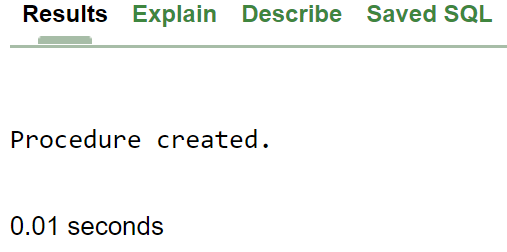 Results Explain Describe Saved SQL
Procedure created.
0.01 seconds